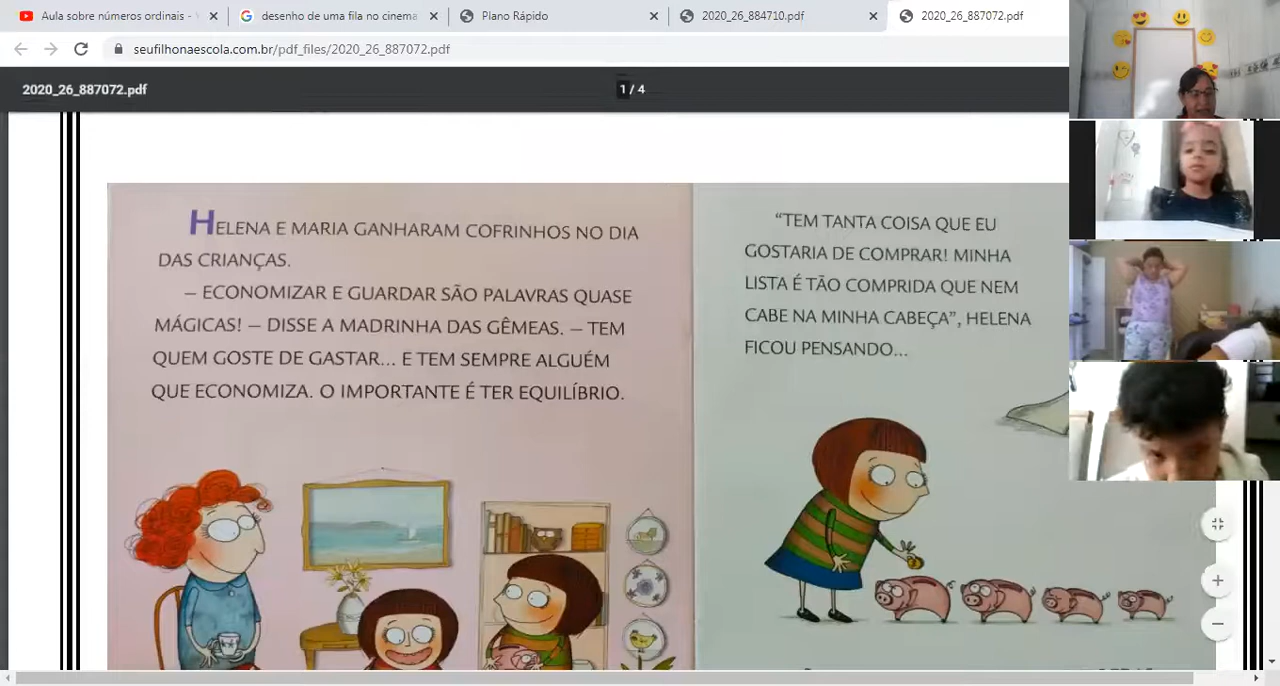 Aula sobre números ordinais -
desenho de uma fila no cinema
Plano Rápido
2020_26_884710.pdf
2020_26_887072.pdf
seufilhonaescola.com.br/pdf_files/2020_26_887072.pdf
2020_26_887072.pdf
1 / 4
HELENA E MARIA GANHARAM COFRINHOS NO DIA
DAS CRIANÇAS.
– ECONOMIZAR E GUARDAR SÃO PALAVRAS QUASE
MÁGICAS! – DISSE A MADRINHA DAS GÊMEAS. – TEM
QUEM GOSTE DE GASTAR... E TEM SEMPRE ALGUÉM
QUE ECONOMIZA. O IMPORTANTE É TER EQUILÍBRIO.
“TEM TANTA COISA QUE EU
GOSTARIA DE COMPRAR! MINHA
LISTA É TÃO COMPRIDA QUE NEM
CABE NA MINHA CABEÇA”, HELENA
FICOU PENSANDO...